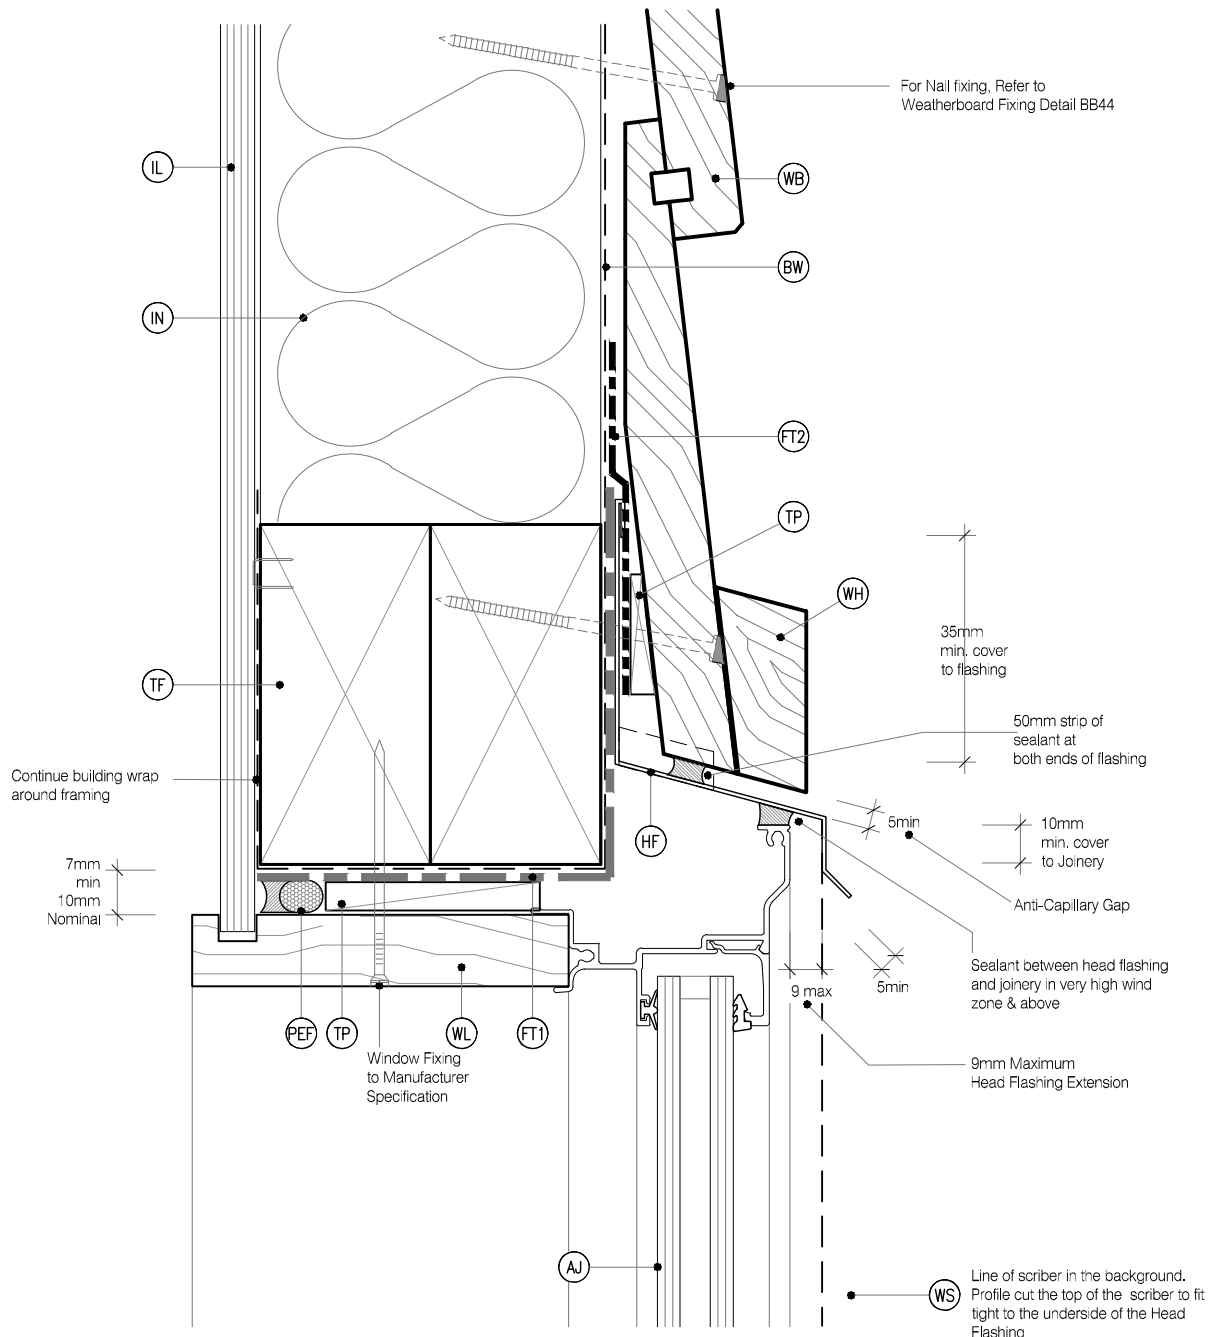 For Nail fixing, Refer to
Weatherboard Fixing Detail BB44
IL
WB
BW
IN
FT2
TP
WH
35mm
min. cover
to flashing
TF
50mm strip of
sealant at
both ends of flashing
Continue building wrap
around framing
5min
10mm
min. cover
to Joinery
HF
7mm
min
10mm
Nominal
Anti-Capillary Gap
Sealant between head flashing
and joinery in very high wind
zone & above
9 max
5min
PEF
TP
WL
FT1
Window Fixing
to Manufacturer
Specification
9mm Maximum
Head Flashing Extension
AJ
WS
Line of scriber in the background.
Profile cut the top of the scriber to fit
tight to the underside of the Head
Flashing